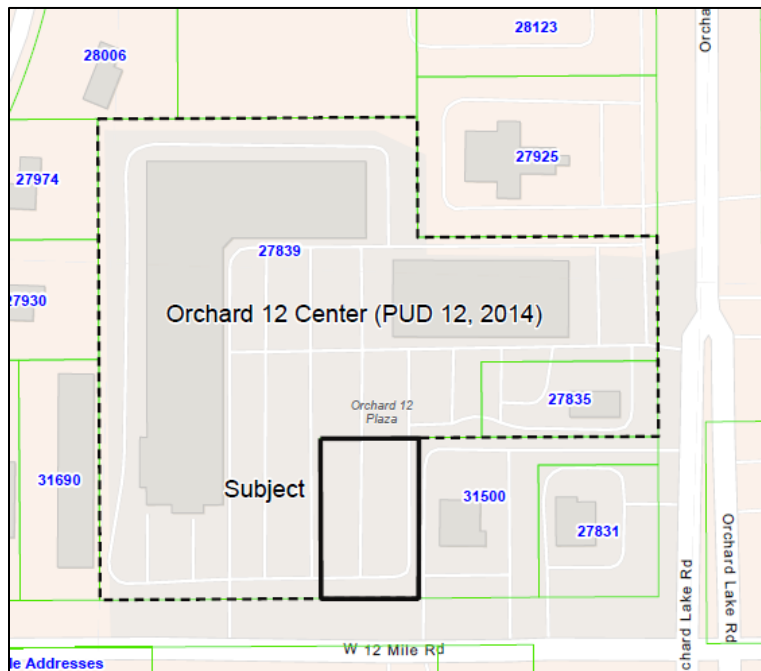 28123
Orchard
28006
27925
27974
27839
27930
Orchard 12 Center (PUD 12, 2014)
27835
Orchard 12
Plaza
31690
Subject
31500
27831
Orchard Lake Rd
chard Lake Rd
W 12 Mile Rd
le Addresses